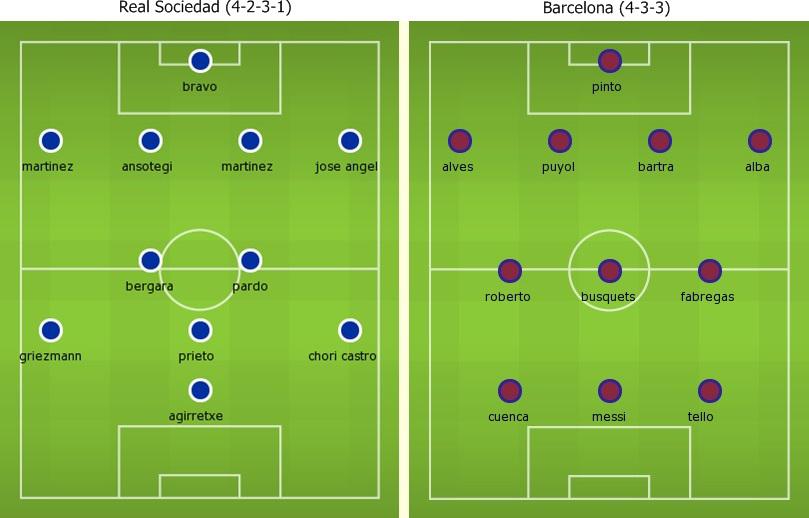 Real Sociedad (4-2-3-1)
bravo
martinez ansotegi martinez jose angel
bergara pardo
griezmann prieto chori castro
agirretxe
Barcelona (4-3-3)
pinto
alves puyol bartra alba
roberto busquets fabregas
cuenca messi tello